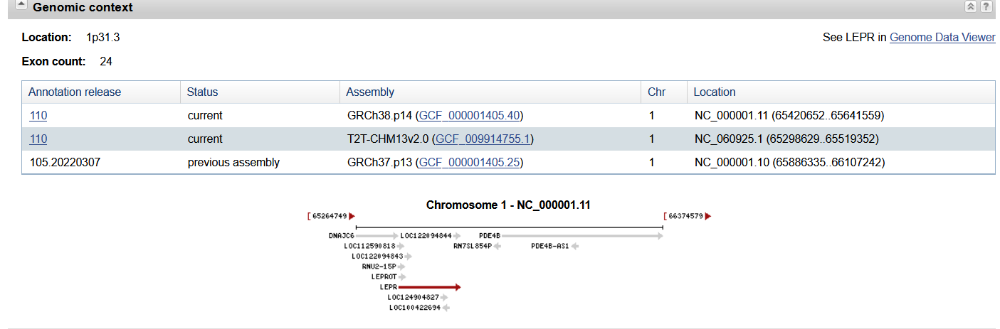 Genomic context
Location: 1p31.3
See LEPR in Genome Data Viewer
Exon count: 24
Annotation release Status Assembly Chr Location
110 current GRCh38.p14 (GCF_000001405.40) 1 NC_000001.11 (65420652..65641559)
110 current T2T-CHM13v2.0 (GCF_009914755.1) 1 NC_060925.1 (65298629..65519352)
105.20220307 previous assembly GRCh37.p13 (GCF_000001405.25) 1 NC_000001.10 (65886335..66107242)
Chromosome 1 - NC_000001.11
[ 65264749 [ 66374579
DNAJC6 LOC122094844 PDE4B
LOC112590818 RN7SL854P PDE4B-AS1
LOC122094843
RNU2-15P
LEPROT
LEPR
LOC124904827
LOC100422694